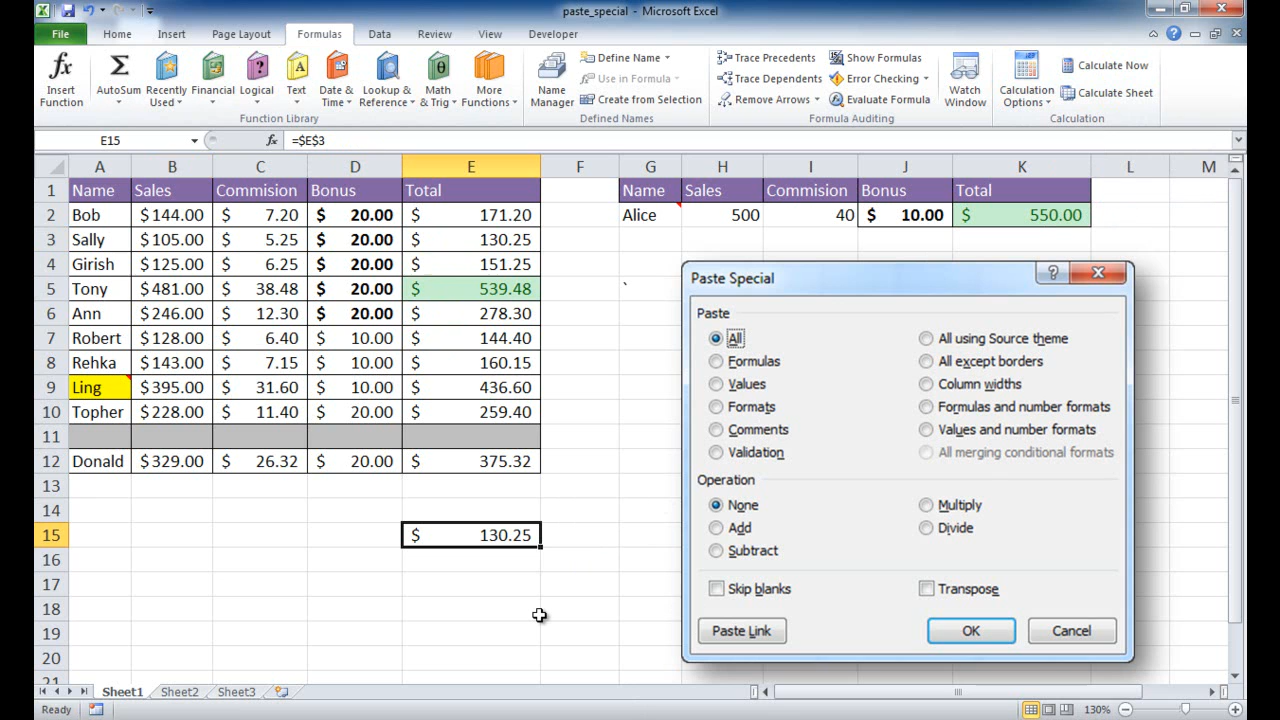 paste_special - Microsoft Excel
File Home Insert Page Layout Formulas Data Review View Developer
Insert Function
AutoSum
Recently Used
Financial
Logical
Text
Date & Time
Lookup & Reference
Math & Trig
More Functions
Function Library
Name Manager
Define Name
Use in Formula
Create from Selection
Defined Names
Trace Precedents
Trace Dependents
Remove Arrows
Show Formulas
Error Checking
Evaluate Formula
Watch Window
Formula Auditing
Calculation Options
Calculate Now
Calculate Sheet
Calculation
E15 fx =$E$3
A B C D E F G H I J K L M
1 Name Sales Commision Bonus Total Name Sales Commision Bonus Total
2 Bob $144.00 $ 7.20 $ 20.00 $ 171.20 Alice 500 40 $ 10.00 $ 550.00
3 Sally $105.00 $ 5.25 $ 20.00 $ 130.25
4 Girish $125.00 $ 6.25 $ 20.00 $ 151.25
5 Tony $481.00 $ 38.48 $ 20.00 $ 539.48 `
6 Ann $246.00 $ 12.30 $ 20.00 $ 278.30
7 Robert $128.00 $ 6.40 $ 10.00 $ 144.40
8 Rehka $143.00 $ 7.15 $ 10.00 $ 160.15
9 Ling $395.00 $ 31.60 $ 10.00 $ 436.60
10 Topher $228.00 $ 11.40 $ 20.00 $ 259.40
11
12 Donald $329.00 $ 26.32 $ 20.00 $ 375.32
13
14
15 $ 130.25
16
17
18
19
20
21
Paste Special
Paste
All All using Source theme
Formulas All except borders
Values Column widths
Formats Formulas and number formats
Comments Values and number formats
Validation All merging conditional formats
Operation
None Multiply
Add Divide
Subtract
Skip blanks Transpose
Paste Link OK Cancel
Sheet1 Sheet2 Sheet3
Ready 130%